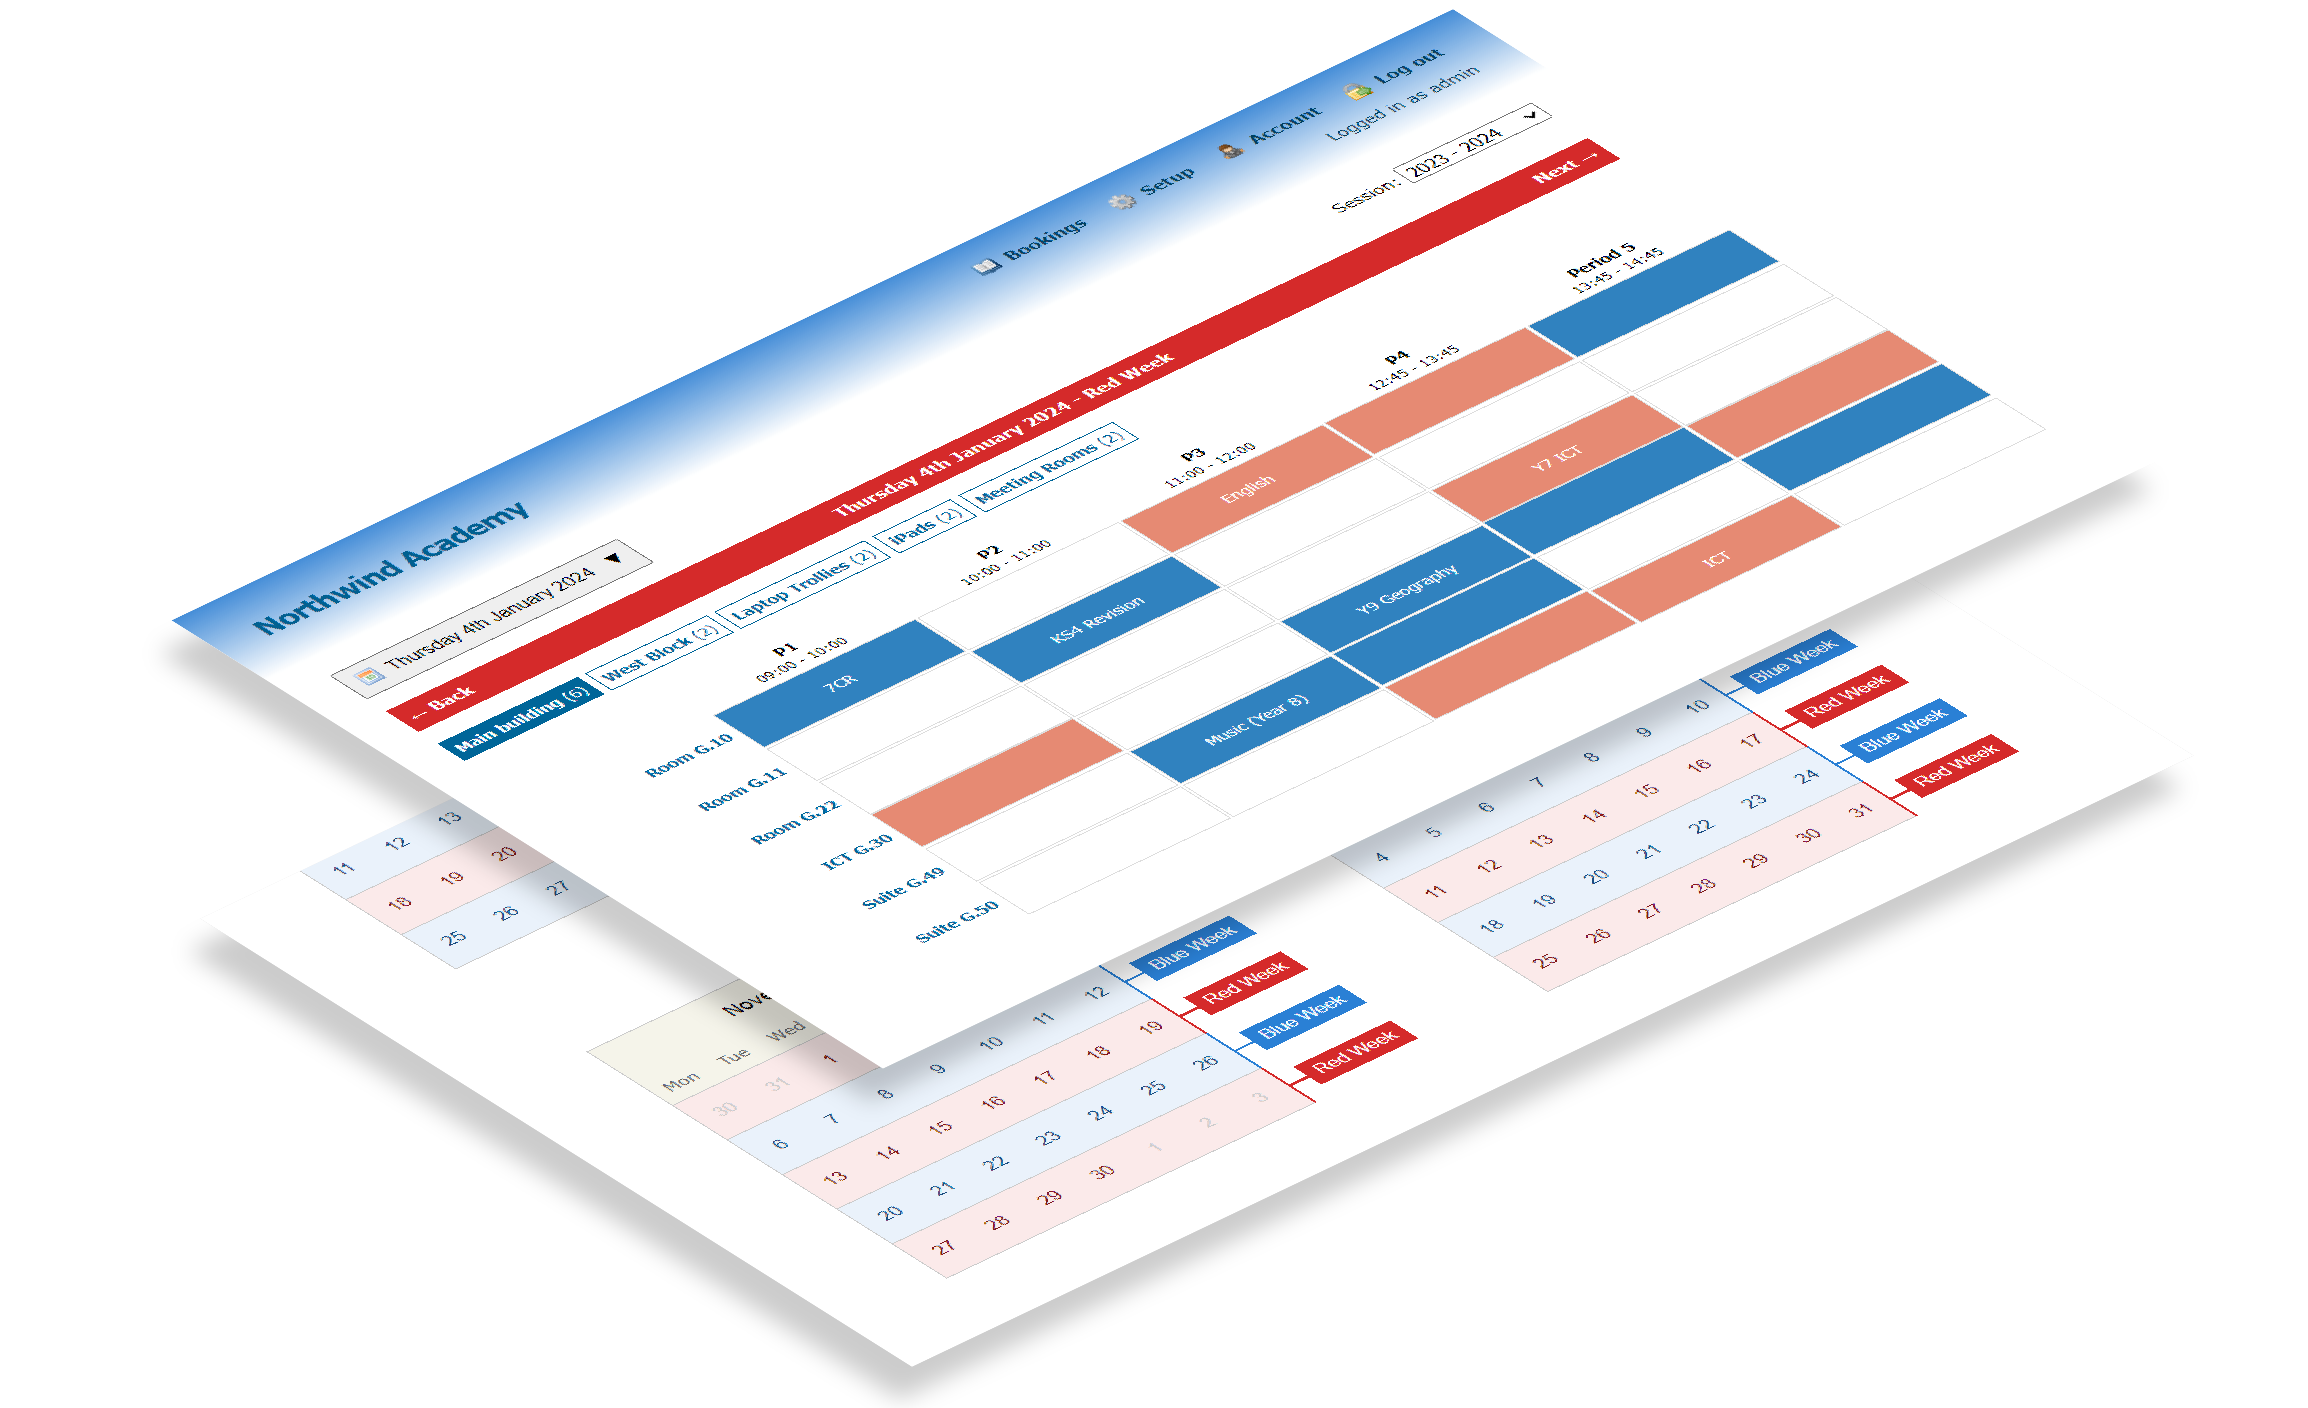 Northwind Academy
Bookings
Setup
Account
Log out
Logged in as admin
Thursday 4th January 2024 ▼
Session: 2023 - 2024
← Back
Thursday 4th January 2024 - Red Week
Next →
Main building (6)
West Block (2)
Laptop Trollies (2)
iPads (2)
Meeting Rooms (2)
P1
09:00 - 10:00
P2
10:00 - 11:00
P3
11:00 - 12:00
P4
12:45 - 13:45
Period 5
13:45 - 14:45
Room G.10
7CR
English
Room G.11
KS4 Revision
Room G.22
Y7 ICT
ICT G.30
Y9 Geography
Suite G.49
Music (Year 8)
ICT
Suite G.50
11 12 13
18 19 20
25 26 27
Nove
Mon Tue Wed
30 31 1
6 7 8 9 10 11 12 Blue Week
13 14 15 16 17 18 19 Red Week
20 21 22 23 24 25 26 Blue Week
27 28 29 30 1 2 3 Red Week
4 5 6 7 8 9 10 Blue Week
11 12 13 14 15 16 17 Red Week
18 19 20 21 22 23 24 Blue Week
25 26 27 28 29 30 31 Red Week